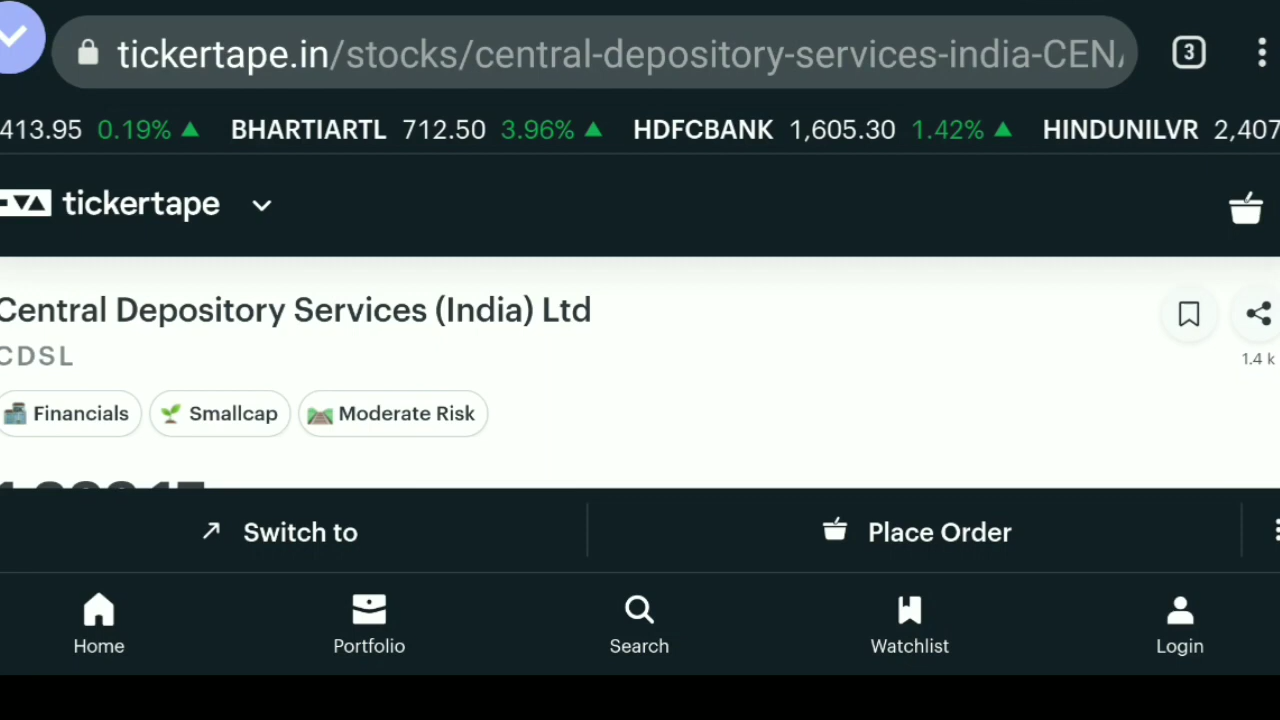 tickertape.in/stocks/central-depository-services-india-CEN
3
413.95 0.19% ▲ BHARTIARTL 712.50 3.96% ▲ HDFCBANK 1,605.30 1.42% ▲ HINDUNILVR 2,407
tickertape
Central Depository Services (India) Ltd
CDSL
1.4 k
Financials Smallcap Moderate Risk
Switch to Place Order
Home Portfolio Search Watchlist Login